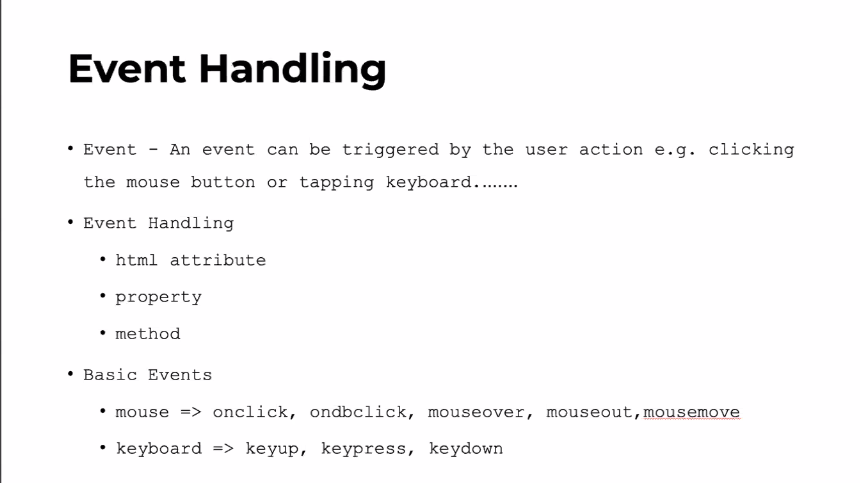 Event Handling
• Event - An event can be triggered by the user action e.g. clicking
the mouse button or tapping keyboard........
• Event Handling
• html attribute
• property
• method
• Basic Events
• mouse => onclick, ondbclick, mouseover, mouseout,mousemove
• keyboard => keyup, keypress, keydown